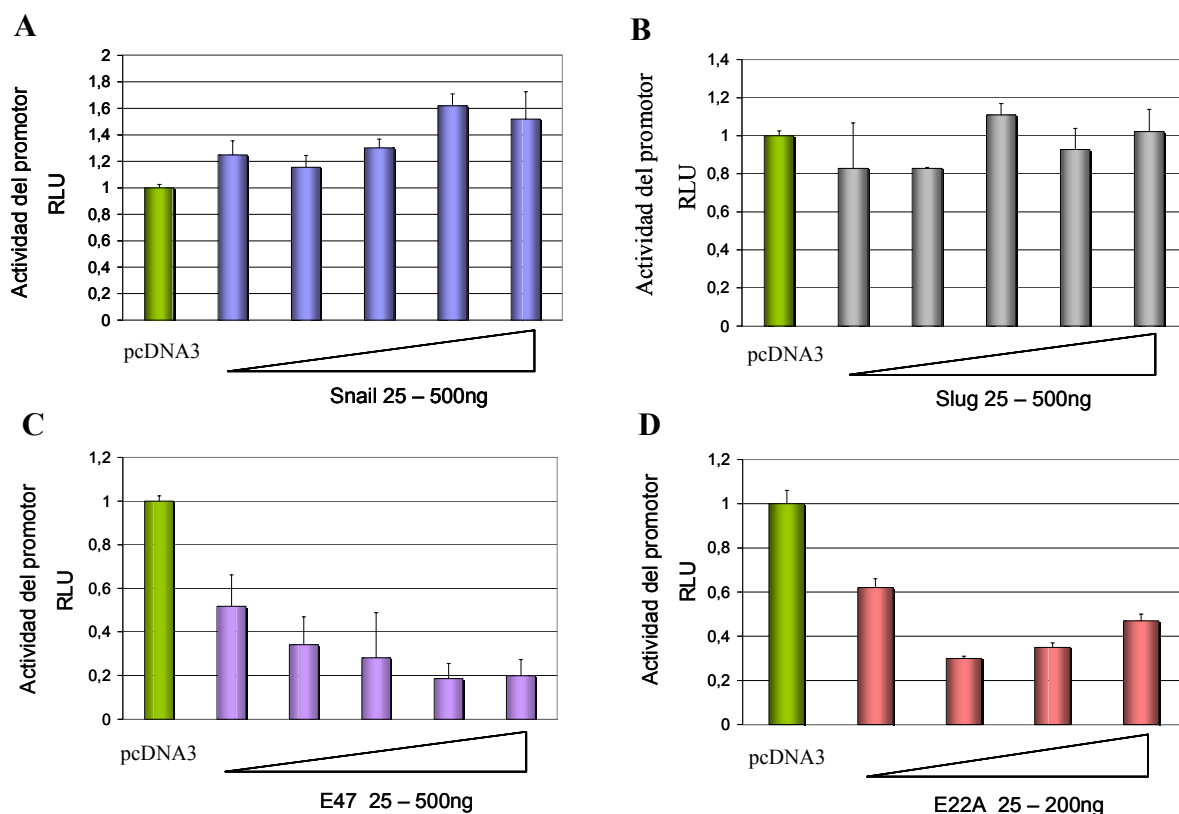 A
Actividad del promotor
RLU
2
1,8
1,6
1,4
1,2
1
0,8
0,6
0,4
0,2
0
pcDNA3
Snail 25 – 500ng
B
Actividad del promotor
RLU
1,4
1,2
1
0,8
0,6
0,4
0,2
0
pcDNA3
Slug 25 – 500ng
C
Actividad del promotor
RLU
1,2
1
0,8
0,6
0,4
0,2
0
pcDNA3
E47 25 – 500ng
D
Actividad del promotor
RLU
1,2
1
0,8
0,6
0,4
0,2
0
pcDNA3
E22A 25 – 200ng